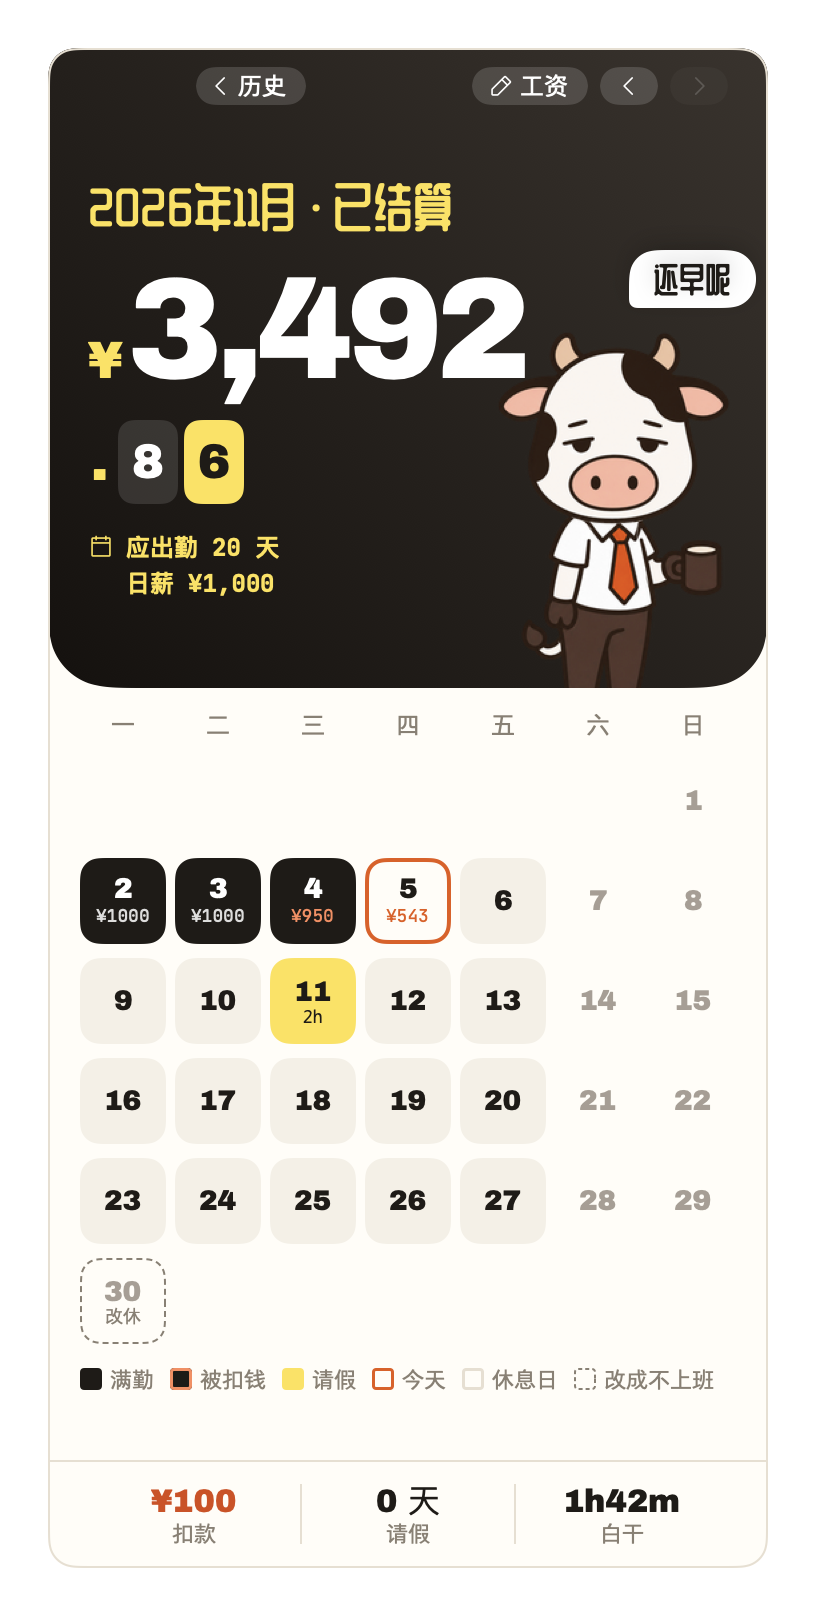 历史 工资
2026年11月 · 已结算
还早呢
¥3,492
.86
应出勤 20 天
日薪 ¥1,000
一 二 三 四 五 六 日
1
2 3 4 5 6 7 8
¥1000 ¥1000 ¥950 ¥543
9 10 11 12 13 14 15
2h
16 17 18 19 20 21 22
23 24 25 26 27 28 29
30
改休
满勤 被扣钱 请假 今天 休息日 改成不上班
¥100 0 天 1h42m
扣款 请假 白干